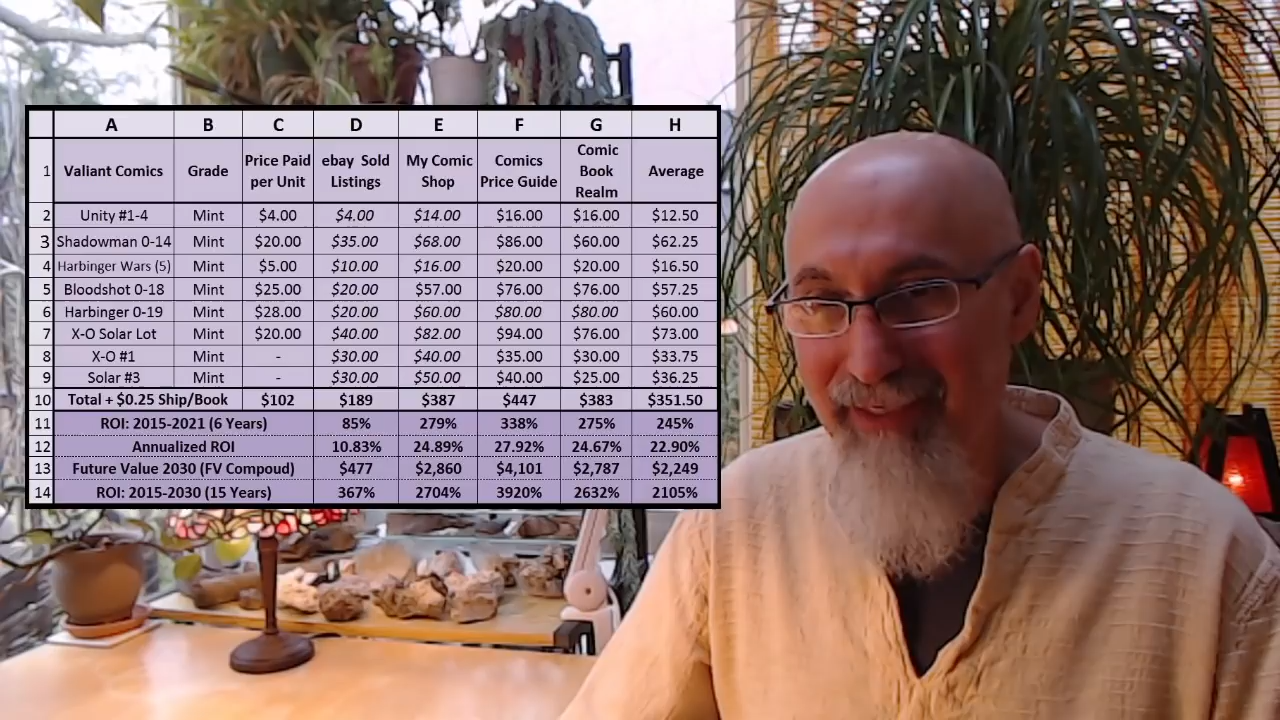 A B C D E F G H
1 Valiant Comics Grade Price Paid per Unit ebay Sold Listings My Comic Shop Comics Price Guide Comic Book Realm Average
2 Unity #1-4 Mint $4.00 $4.00 $14.00 $16.00 $16.00 $12.50
3 Shadowman 0-14 Mint $20.00 $35.00 $68.00 $86.00 $60.00 $62.25
4 Harbinger Wars (5) Mint $5.00 $10.00 $16.00 $20.00 $20.00 $16.50
5 Bloodshot 0-18 Mint $25.00 $20.00 $57.00 $76.00 $76.00 $57.25
6 Harbinger 0-19 Mint $28.00 $20.00 $60.00 $80.00 $80.00 $60.00
7 X-O Solar Lot Mint $20.00 $40.00 $82.00 $94.00 $76.00 $73.00
8 X-O #1 Mint - $30.00 $40.00 $35.00 $30.00 $33.75
9 Solar #3 Mint - $30.00 $50.00 $40.00 $25.00 $36.25
10 Total + $0.25 Ship/Book $102 $189 $387 $447 $383 $351.50
11 ROI: 2015-2021 (6 Years) 85% 279% 338% 275% 245%
12 Annualized ROI 10.83% 24.89% 27.92% 24.67% 22.90%
13 Future Value 2030 (FV Compoud) $477 $2,860 $4,101 $2,787 $2,249
14 ROI: 2015-2030 (15 Years) 367% 2704% 3920% 2632% 2105%